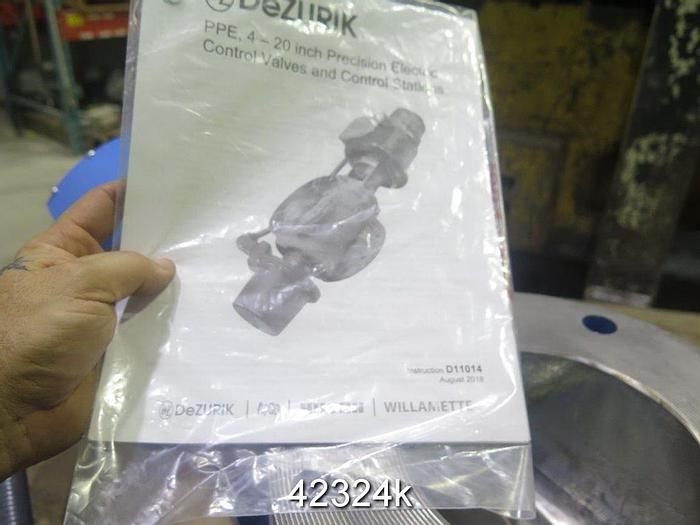 DeZURIK
PPE, 4 – 20 inch Precision Electric
Control Valves and Control Stations
Instruction D11014
August 2018
DeZURIK | APCO | | WILLAMETTE
42324k